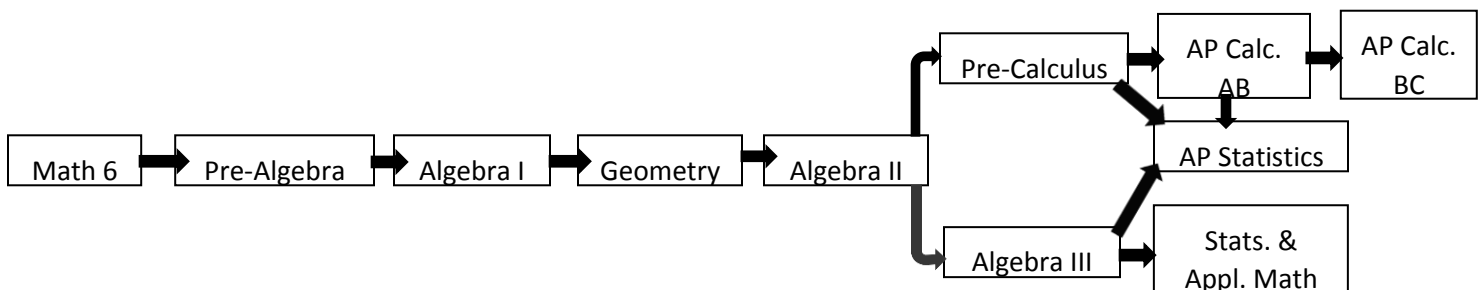 Math 6
Pre-Algebra
Algebra I
Geometry
Algebra II
Pre-Calculus
AP Calc.
AB
AP Calc.
BC
AP Statistics
Algebra III
Stats. &
Appl. Math